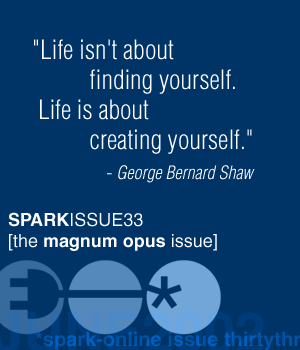 "Life isn't about
finding yourself.
Life is about
creating yourself."
- George Bernard Shaw
SPARKISSUE33
[the magnum opus issue]
*spark-online issue thirtythr